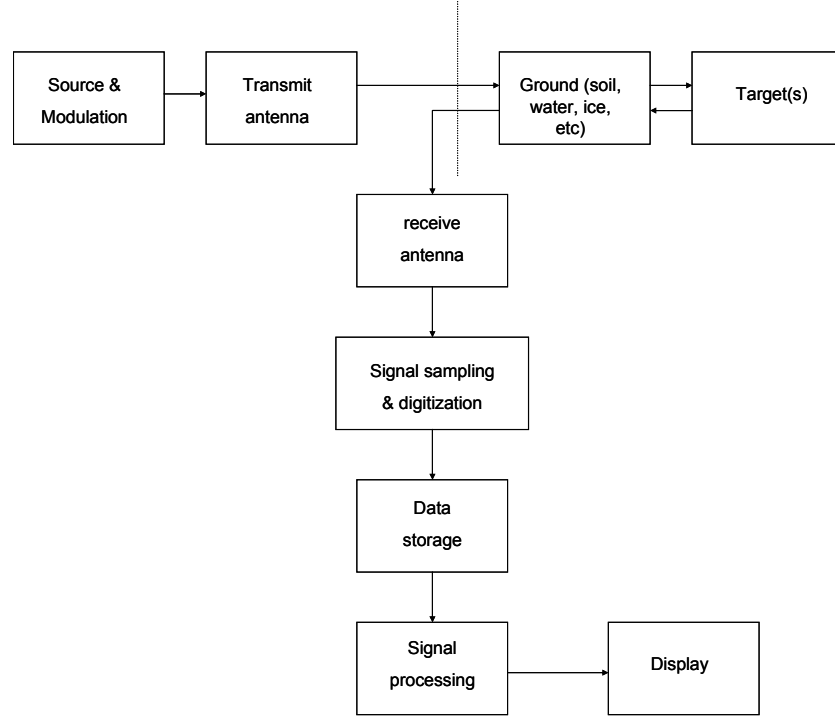 Source &
Modulation
Transmit
antenna
Ground (soil,
water, ice,
etc)
Target(s)
receive
antenna
Signal sampling
& digitization
Data
storage
Signal
processing
Display